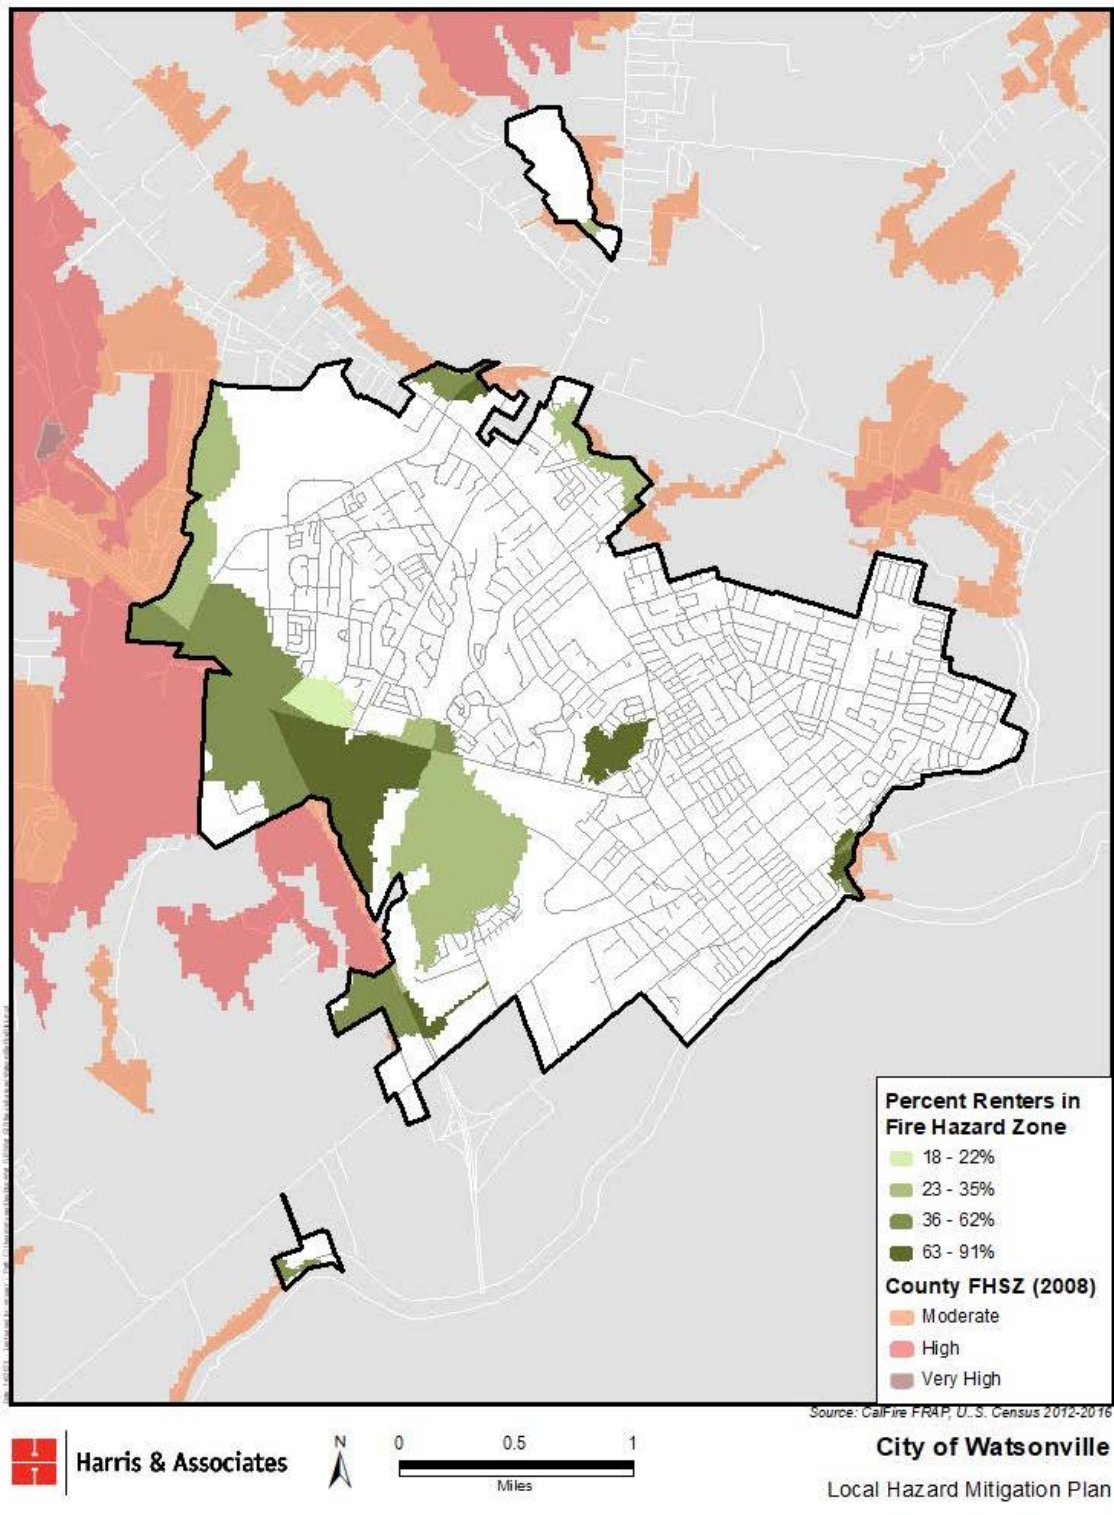 Percent Renters in
Fire Hazard Zone
18 - 22%
23 - 35%
36 - 62%
63 - 91%
County FHSZ (2008)
Moderate
High
Very High
Source: CalFire FRAP, U..S. Census 2012-2016
Harris & Associates
N
0 0.5 1
Miles
City of Watsonville
Local Hazard Mitigation Plan